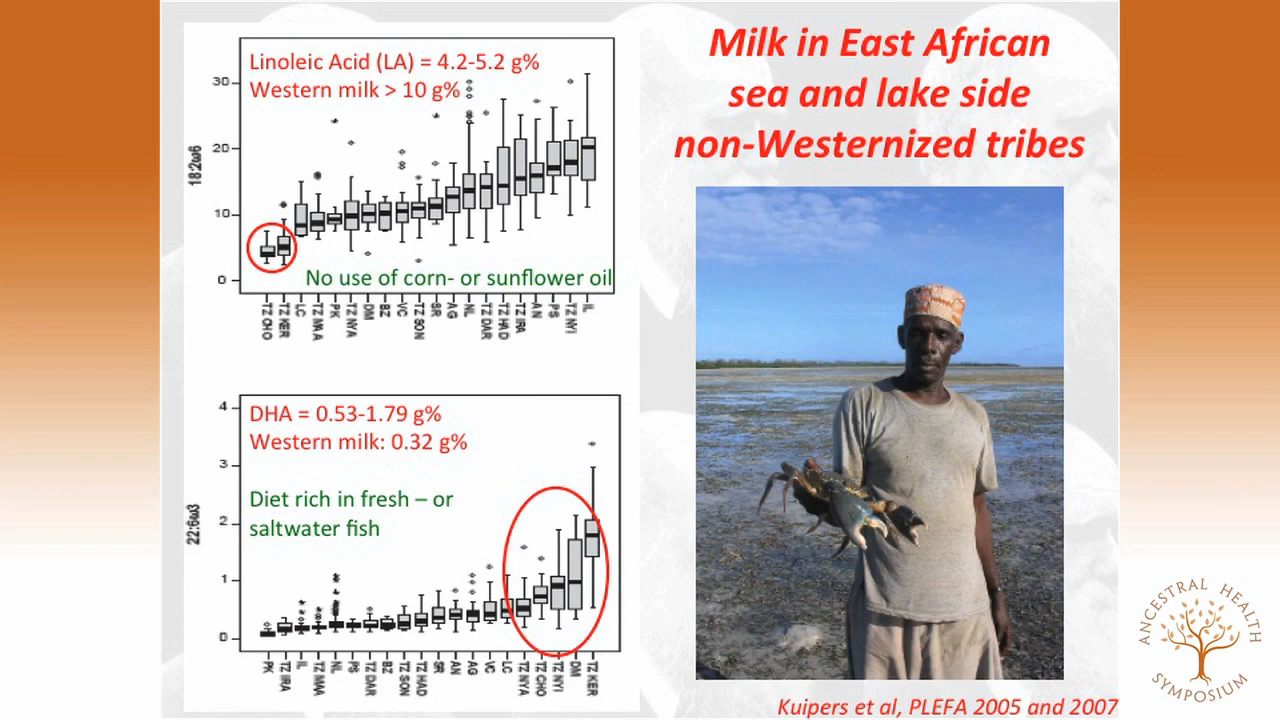 Milk in East African
sea and lake side
non-Westernized tribes
Linoleic Acid (LA) = 4.2-5.2 g%
Western milk > 10 g%
30
20
10
0
18:2ω6
No use of corn- or sunflower oil
TZ CHO
TZ KER
LC
TZ MAA
PK
TZ NYA
DM
BZ
VC
TZ SON
SR
AG
NL
TZ DAR
TZ HAD
TZ IRA
AN
PS
TZ NYI
IL
DHA = 0.53-1.79 g%
Western milk: 0.32 g%
Diet rich in fresh – or
saltwater fish
4
3
2
1
0
22:6ω3
PK
TZ IRA
IL
TZ MAA
NL
PS
TZ DAR
BZ
TZ SON
TZ HAD
SR
AN
AG
VC
LC
TZ NYA
TZ CHO
TZ NYI
DM
TZ KER
Kuipers et al, PLEFA 2005 and 2007
ANCESTRAL HEALTH
SYMPOSIUM